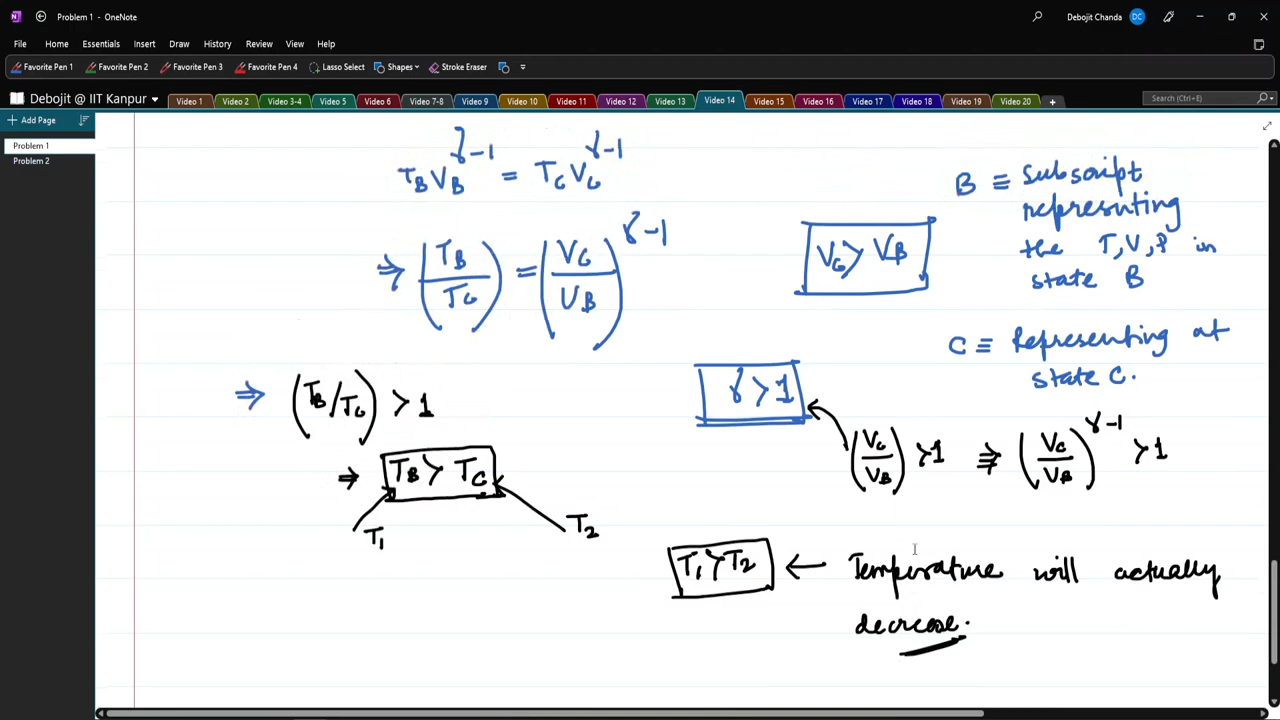 Problem 1 - OneNote
Debojit Chanda DC
File Home Essentials Insert Draw History Review View Help
Favorite Pen 1 Favorite Pen 2 Favorite Pen 3 Favorite Pen 4 Lasso Select Shapes Stroke Eraser
Debojit @ IIT Kanpur Video 1 Video 2 Video 3-4 Video 5 Video 6 Video 7-8 Video 9 Video 10 Video 11 Video 12 Video 13 Video 14 Video 15 Video 16 Video 17 Video 18 Video 19 Video 20 + Search (Ctrl+E)
+ Add Page
Problem 1
Problem 2
T_B V_B^{γ-1} = T_C V_C^{γ-1}
⇒ (T_B / T_C) = (V_C / V_B)^{γ-1}
V_C > V_B
B ≡ Subscript
representing
the T, V, P in
state B
C ≡ Representing at
state C.
⇒ (T_B / T_C) > 1
γ > 1
(V_C / V_B) > 1 ⇒ (V_C / V_B)^{γ-1} > 1
⇒ T_B > T_C
T_1 T_2
T_1 > T_2 ← Temperature will actually
decrease.